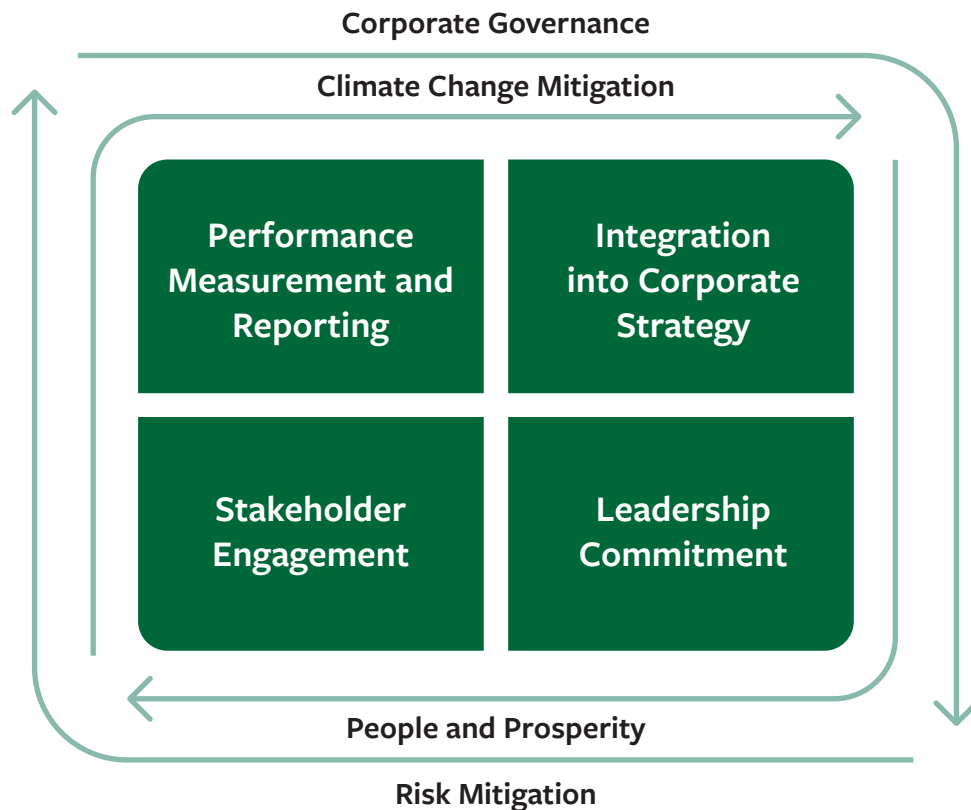 Corporate Governance
Climate Change Mitigation
Performance
Measurement and
Reporting
Integration
into Corporate
Strategy
Stakeholder
Engagement
Leadership
Commitment
People and Prosperity
Risk Mitigation